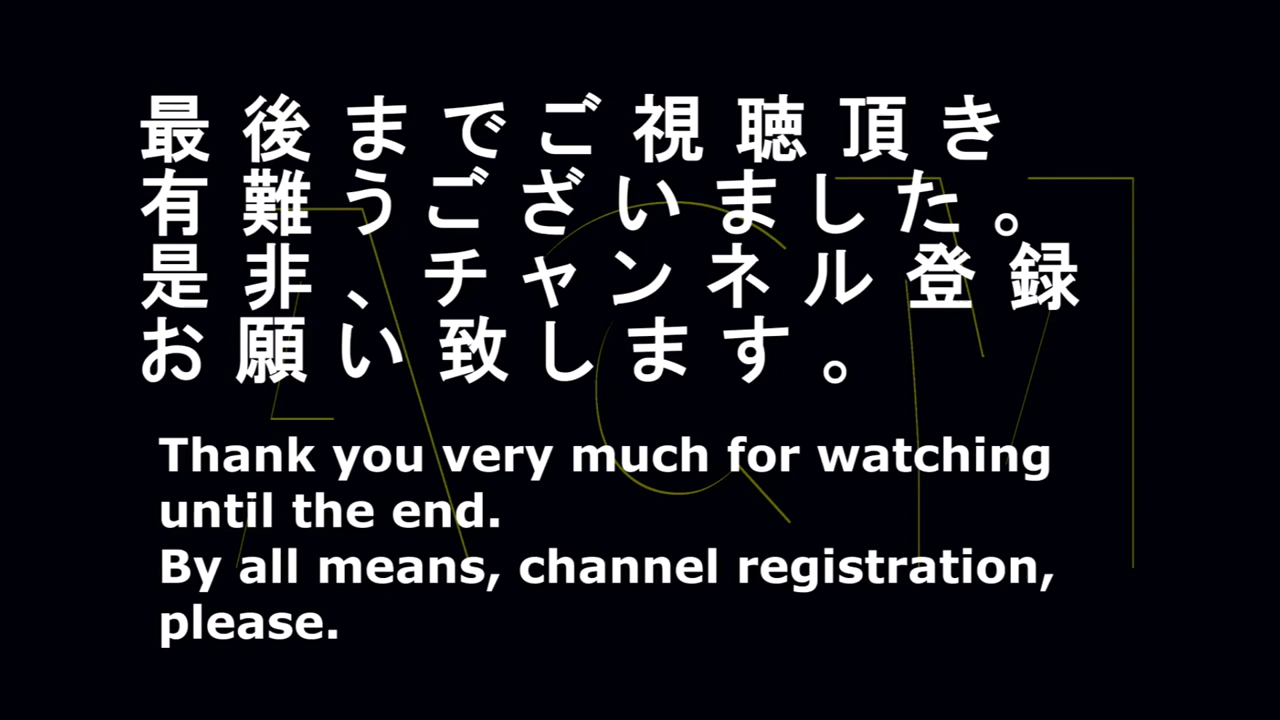 最後までご視聴頂き
有難うございました。
是非、チャンネル登録
お願い致します。
Thank you very much for watching
until the end.
By all means, channel registration,
please.